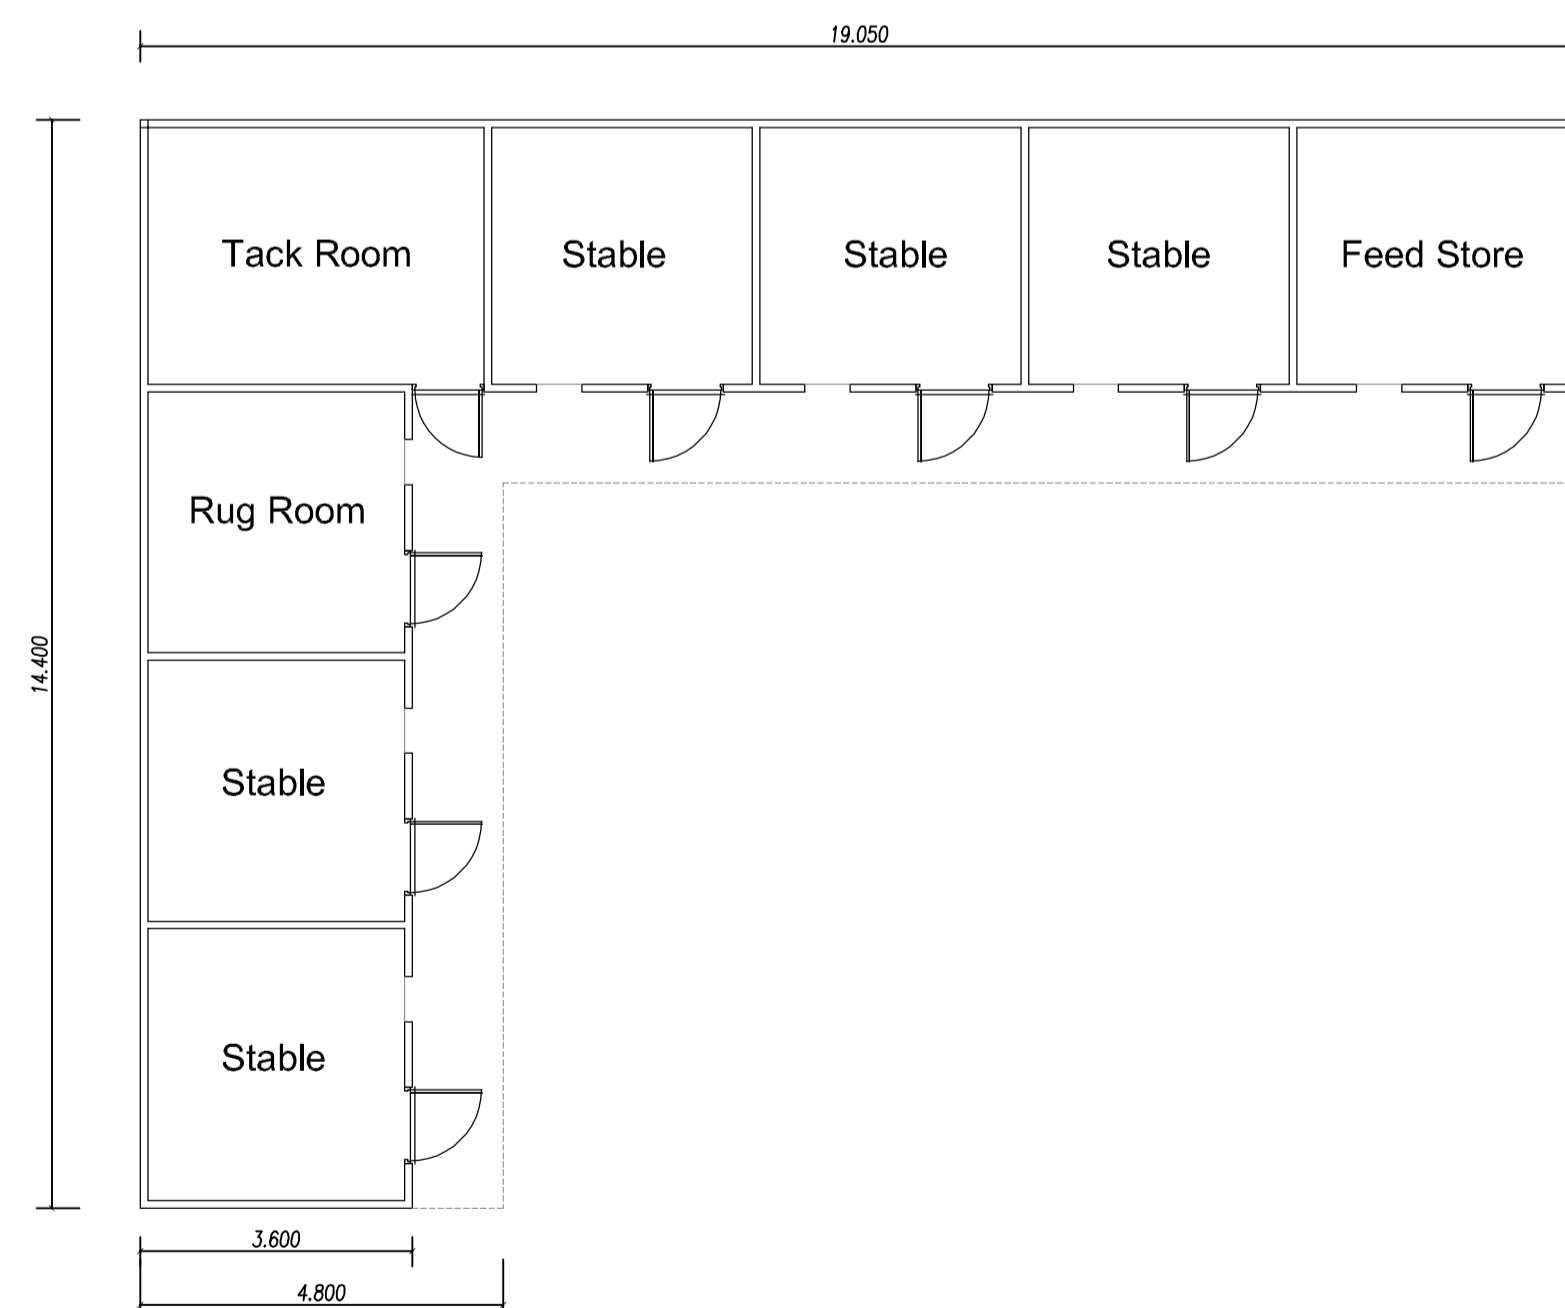 19.050
Tack Room
Stable
Stable
Stable
Feed Store
Rug Room
14.400
Stable
Stable
3.600
4.800